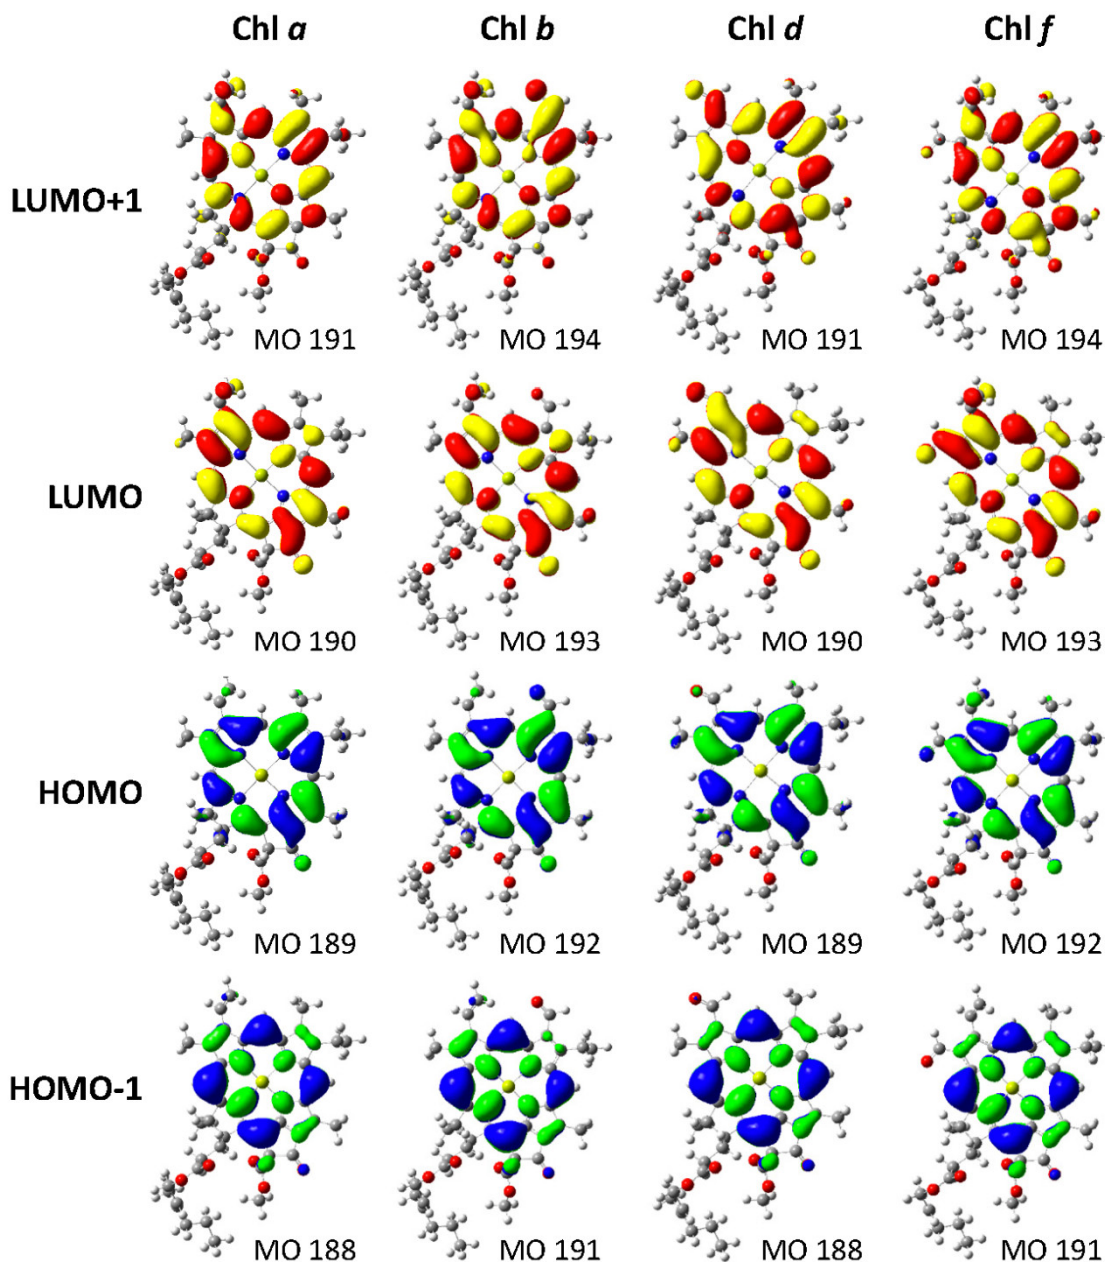 Chl a Chl b Chl d Chl f
LUMO+1
MO 191 MO 194 MO 191 MO 194
LUMO
MO 190 MO 193 MO 190 MO 193
HOMO
MO 189 MO 192 MO 189 MO 192
HOMO-1
MO 188 MO 191 MO 188 MO 191